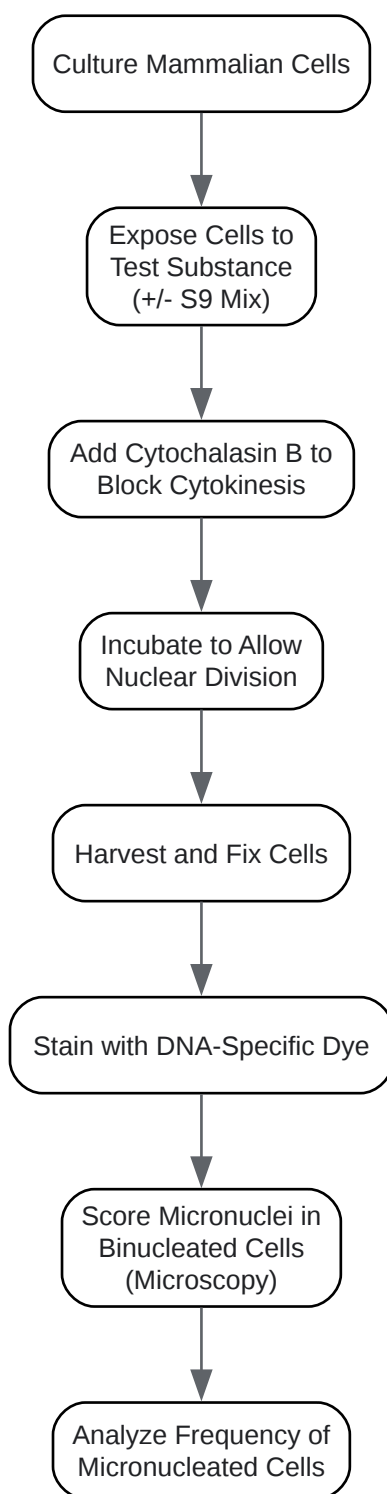 Culture Mammalian Cells
Expose Cells to
Test Substance
(+/- S9 Mix)
Add Cytochalasin B to
Block Cytokinesis
Incubate to Allow
Nuclear Division
Harvest and Fix Cells
Stain with DNA-Specific Dye
Score Micronuclei in
Binucleated Cells
(Microscopy)
Analyze Frequency of
Micronucleated Cells